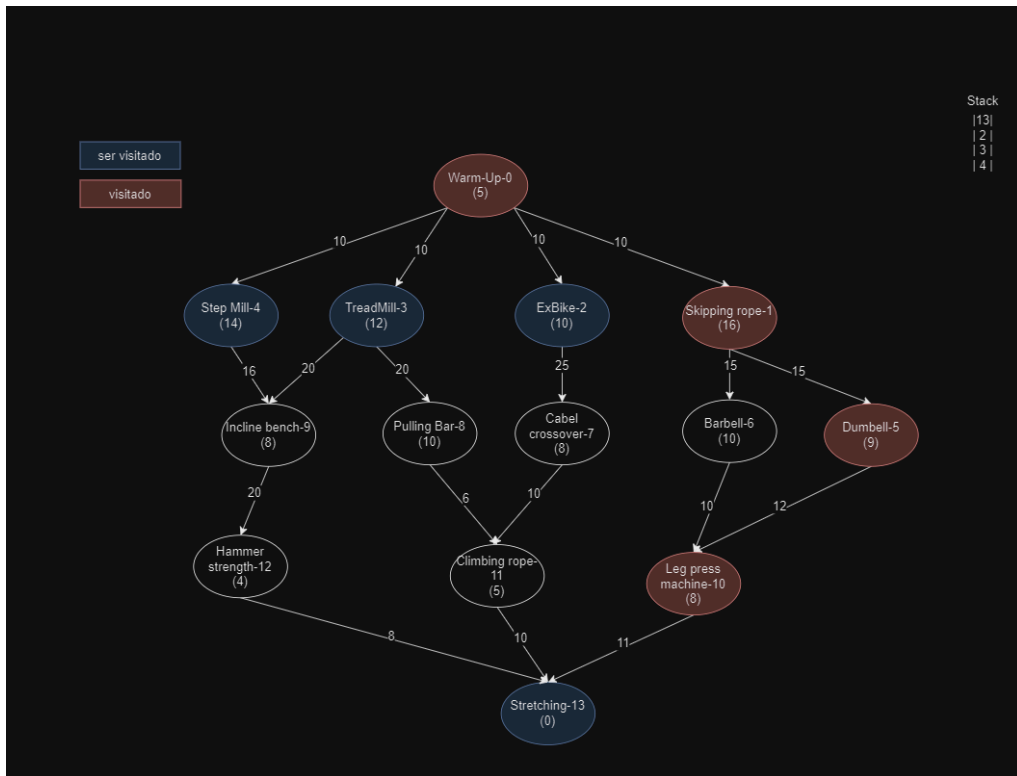 Stack
|13|
| 2 |
| 3 |
| 4 |
ser visitado
visitado
Warm-Up-0
(5)
10
10
10
10
Step Mill-4
(14)
TreadMill-3
(12)
ExBike-2
(10)
Skipping rope-1
(16)
16
20
20
25
15
15
Incline bench-9
(8)
Pulling Bar-8
(10)
Cabel
crossover-7
(8)
Barbell-6
(10)
Dumbell-5
(9)
20
6
10
10
12
Hammer
strength-12
(4)
Climbing rope-
11
(5)
Leg press
machine-10
(8)
8
10
11
Stretching-13
(0)